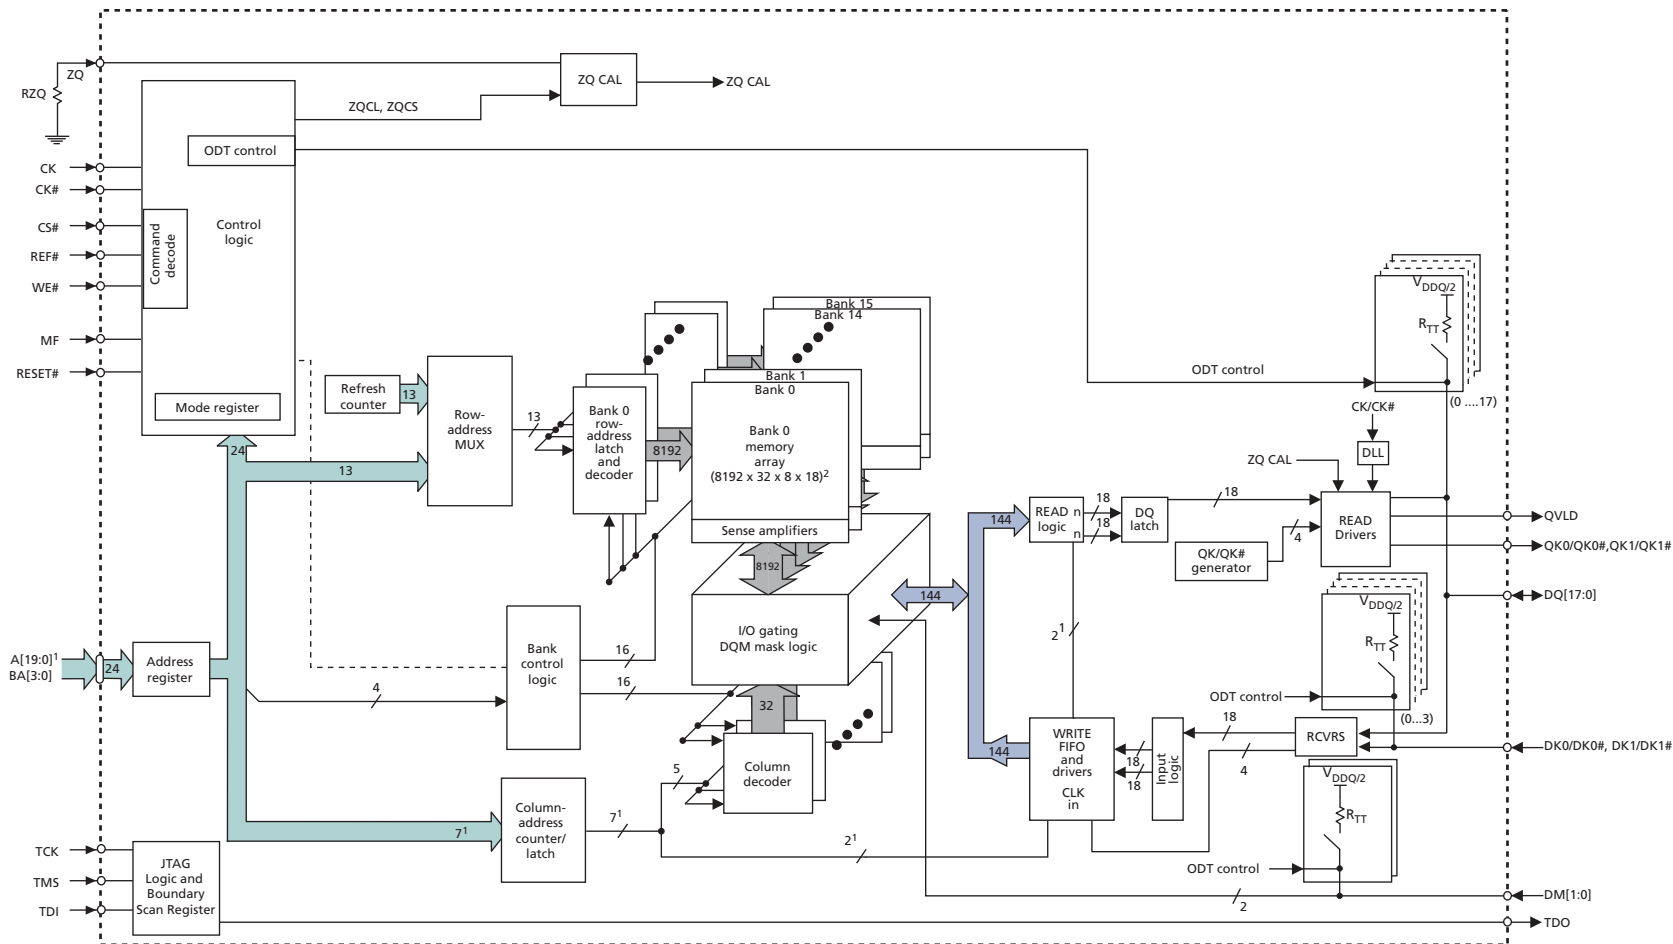 ZQ
RZQ
ZQ CAL
ZQ CAL
ZQCL, ZQCS
ODT control
CK
CK#
CS#
REF#
WE#
MF
RESET#
Command
decode
Control
logic
Mode register
Refresh
counter
13
Row-
address
MUX
13
Bank 0
row-
address
latch
and
decoder
8192
Bank 15
Bank 14
Bank 1
Bank 0
Bank 0
memory
array
(8192 x 32 x 8 x 18)²
Sense amplifiers
8192
24
13
ODT control
V DDQ/2
R TT
(0 ....17)
CK/CK#
DLL
ZQ CAL
READ n
logic
n
18
18
DQ
latch
18
READ
Drivers
QK/QK#
generator
4
QVLD
QK0/QK0#,QK1/QK1#
DQ[17:0]
144
144
144
2¹
I/O gating
DQM mask logic
Bank
control
logic
16
16
A[19:0]¹
BA[3:0]
24
Address
register
4
32
Column
decoder
5
V DDQ/2
R TT
ODT control
(0...3)
WRITE
FIFO
and
drivers
CLK
in
18
18
Input
logic
18
4
RCVRS
DK0/DK0#, DK1/DK1#
7¹
Column-
address
counter/
latch
7¹
2¹
V DDQ/2
R TT
ODT control
2
DM[1:0]
TCK
TMS
TDI
JTAG
Logic and
Boundary
Scan Register
TDO